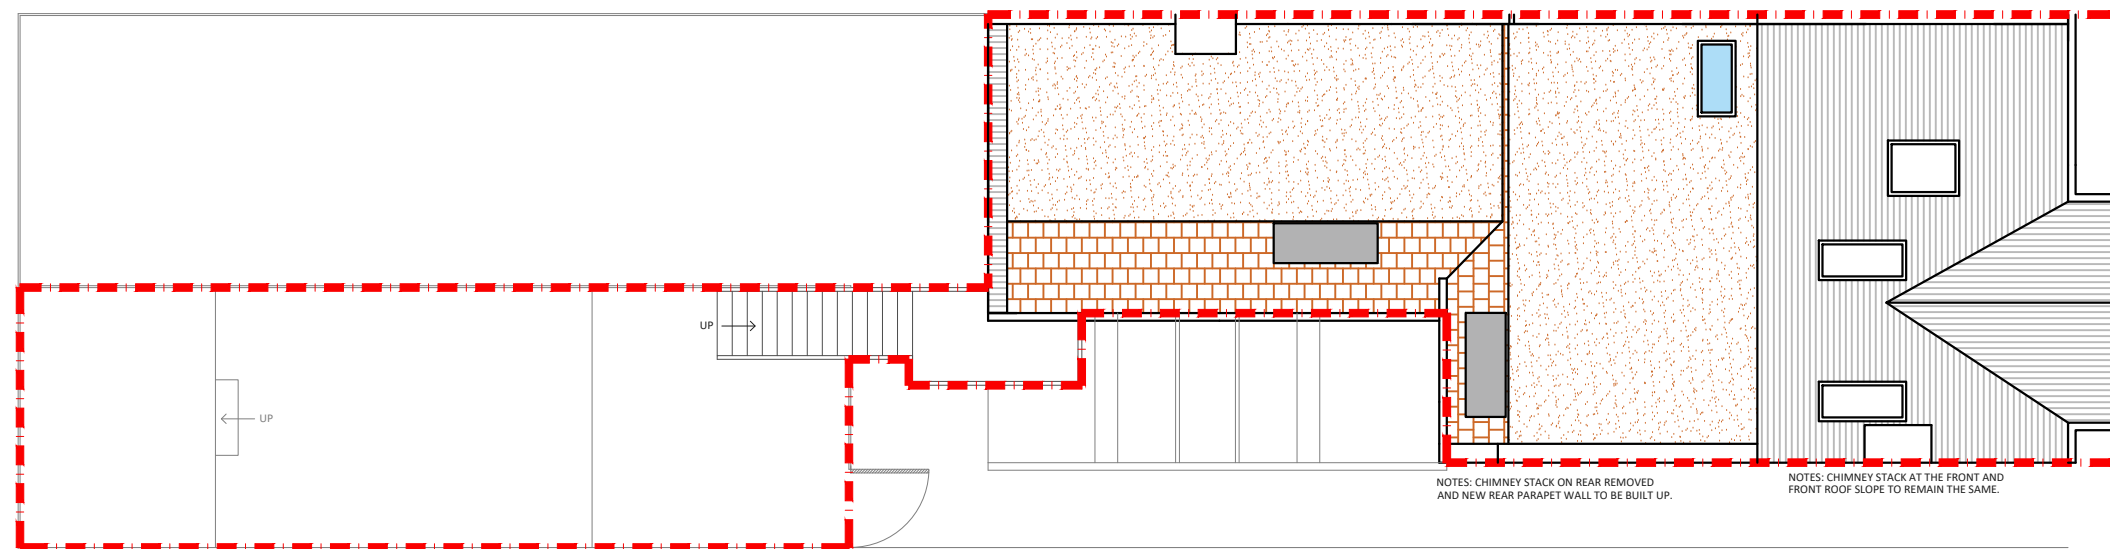 UP
UP
NOTES: CHIMNEY STACK ON REAR REMOVED
AND NEW REAR PARAPET WALL TO BE BUILT UP.
NOTES: CHIMNEY STACK AT THE FRONT AND
FRONT ROOF SLOPE TO REMAIN THE SAME.